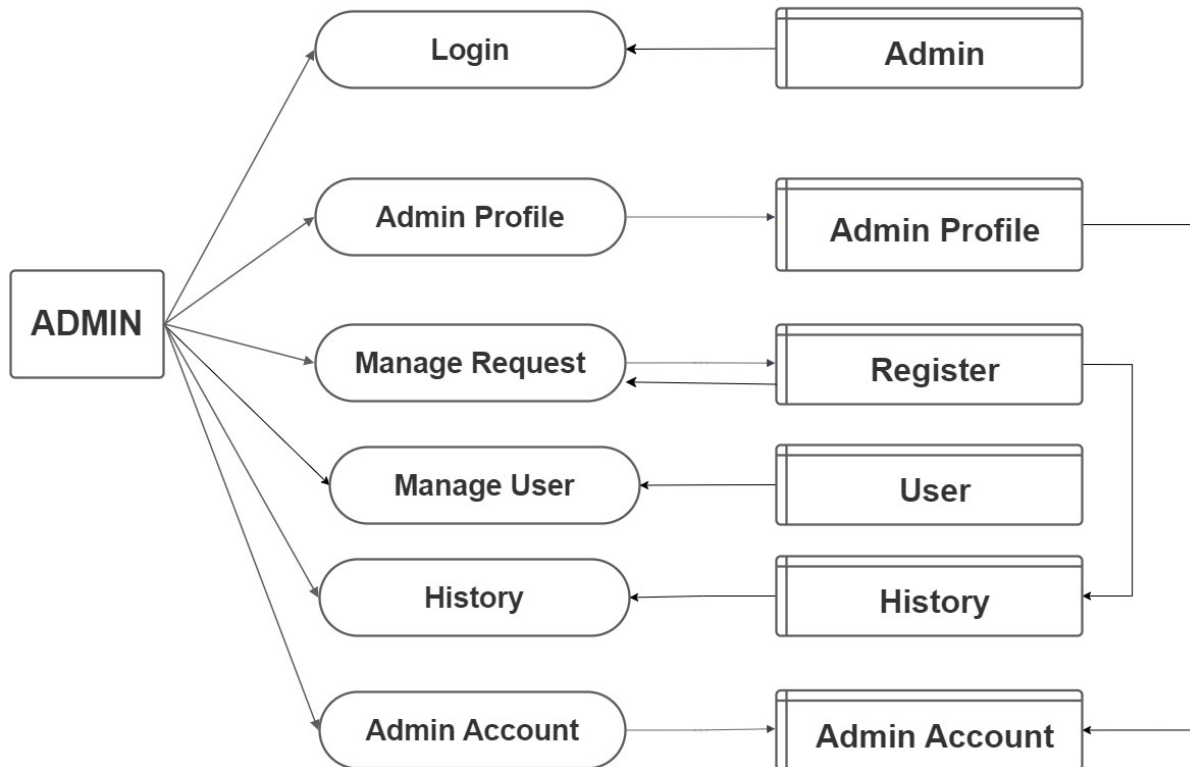 Login
Admin
Admin Profile
Admin Profile
ADMIN
Manage Request
Register
Manage User
User
History
History
Admin Account
Admin Account